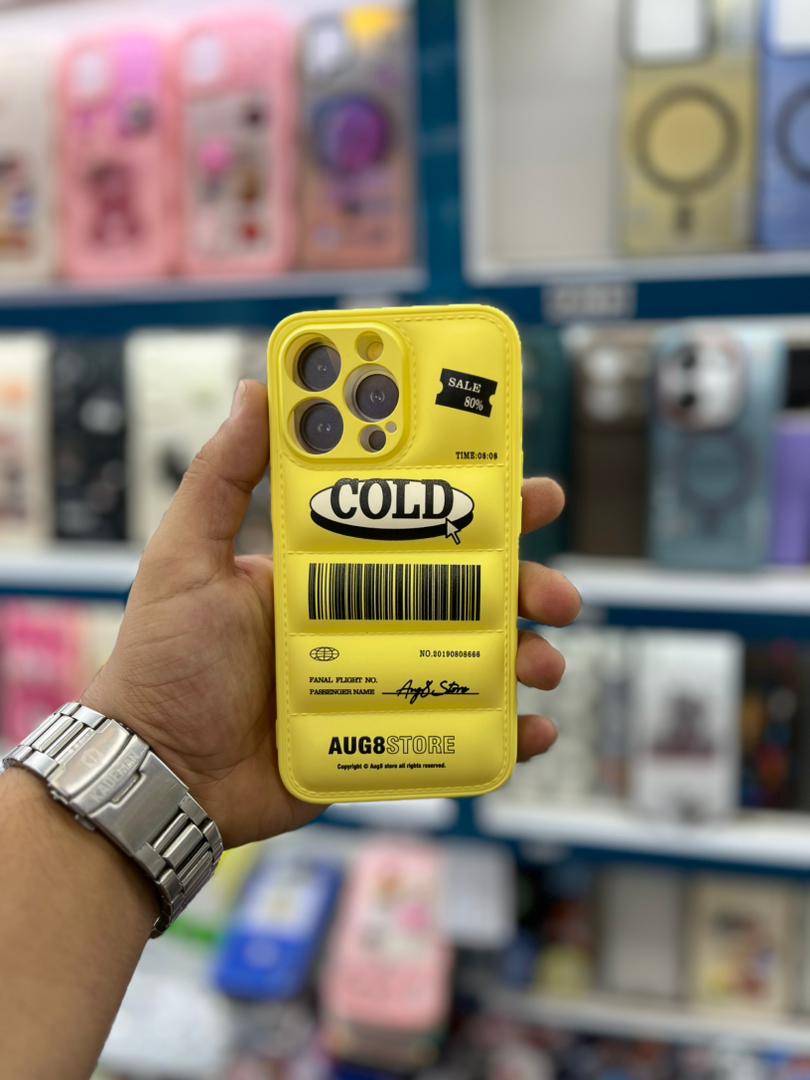 SALE
80%
TIME:08:08
COLD
NO.20190808666
FANAL FLIGHT NO.
PASSENGER NAME Aug8 Store
AUG8STORE
Copyright © Aug8 store all rights reserved.